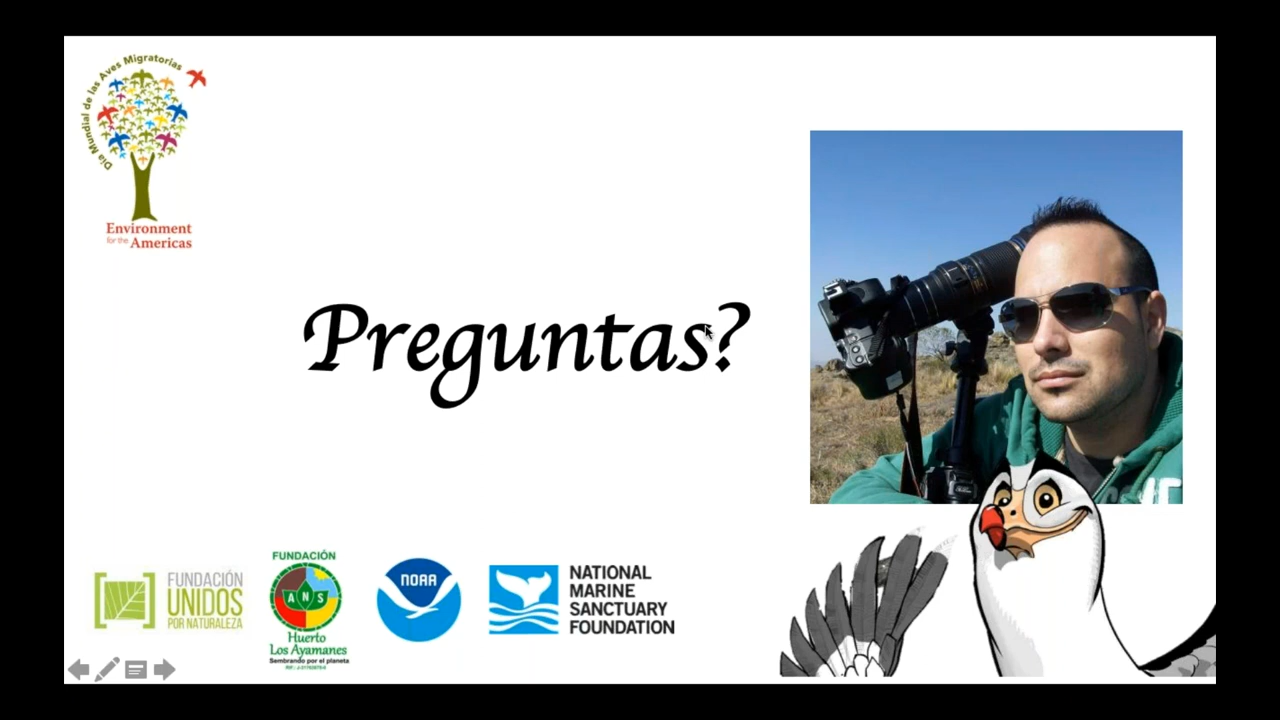 Día Mundial de las Aves Migratorias
Environment
for the Americas
Preguntas?
FUNDACIÓN
UNIDOS
POR NATURALEZA
FUNDACIÓN
ANS
Huerto
Los Ayamanes
Sembrando por el planeta
NOAA
NATIONAL
MARINE
SANCTUARY
FOUNDATION